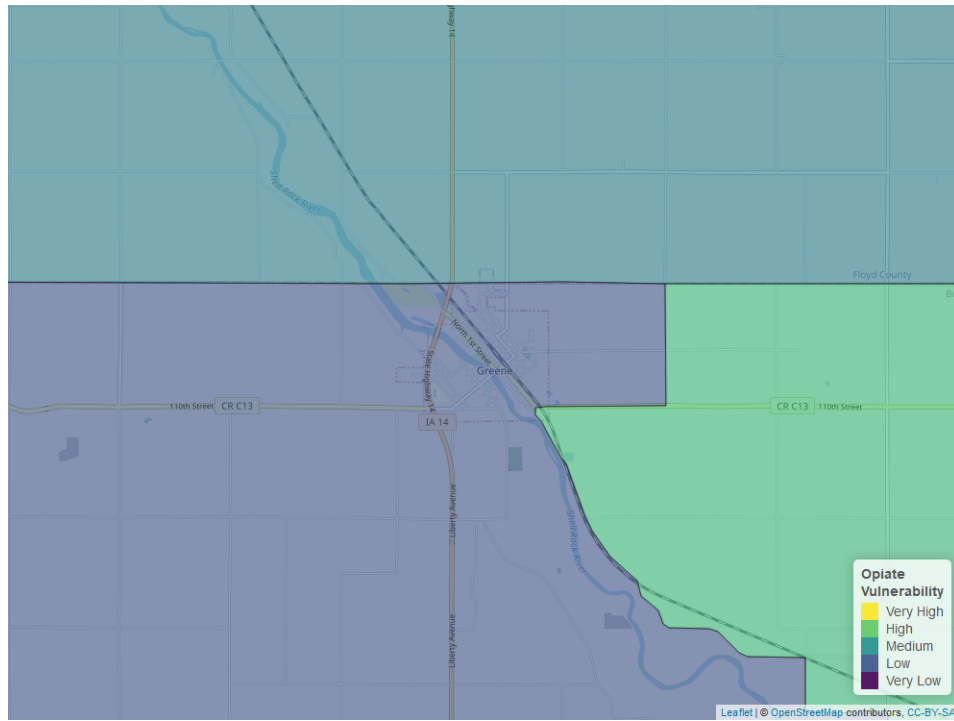 Shell Rock River
Floyd County
North 1st Street
State Highway 14
Greene
110th Street
CR C13
CR C13
110th Street
IA 14
Liberty Avenue
Shell Rock River
Liberty Avenue
Opiate
Vulnerability
Very High
High
Medium
Low
Very Low
Leaflet | © OpenStreetMap contributors, CC-BY-SA